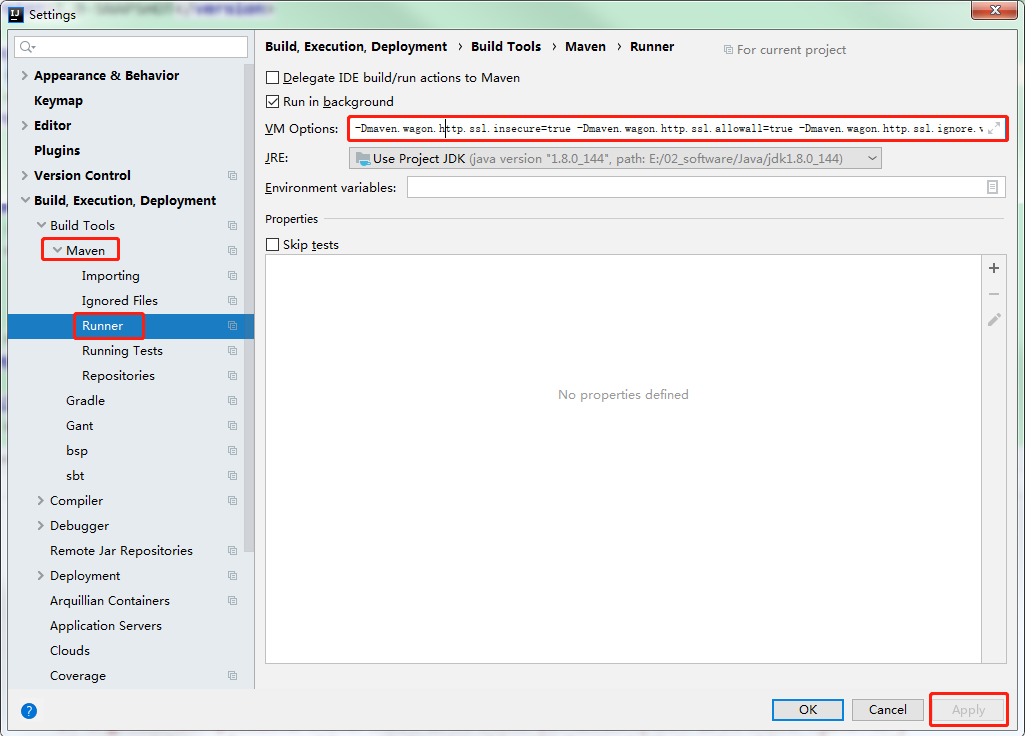 Settings
Appearance & Behavior
Keymap
Editor
Plugins
Version Control
Build, Execution, Deployment
Build Tools
Maven
Importing
Ignored Files
Runner
Running Tests
Repositories
Gradle
Gant
bsp
sbt
Compiler
Debugger
Remote Jar Repositories
Deployment
Arquillian Containers
Application Servers
Clouds
Coverage
Build, Execution, Deployment › Build Tools › Maven › Runner
For current project
Delegate IDE build/run actions to Maven
Run in background
VM Options: -Dmaven.wagon.http.ssl.insecure=true -Dmaven.wagon.http.ssl.allowall=true -Dmaven.wagon.http.ssl.ignore.v
JRE: Use Project JDK (java version "1.8.0_144", path: E:/02_software/Java/jdk1.8.0_144)
Environment variables:
Properties
Skip tests
No properties defined
?
OK
Cancel
Apply